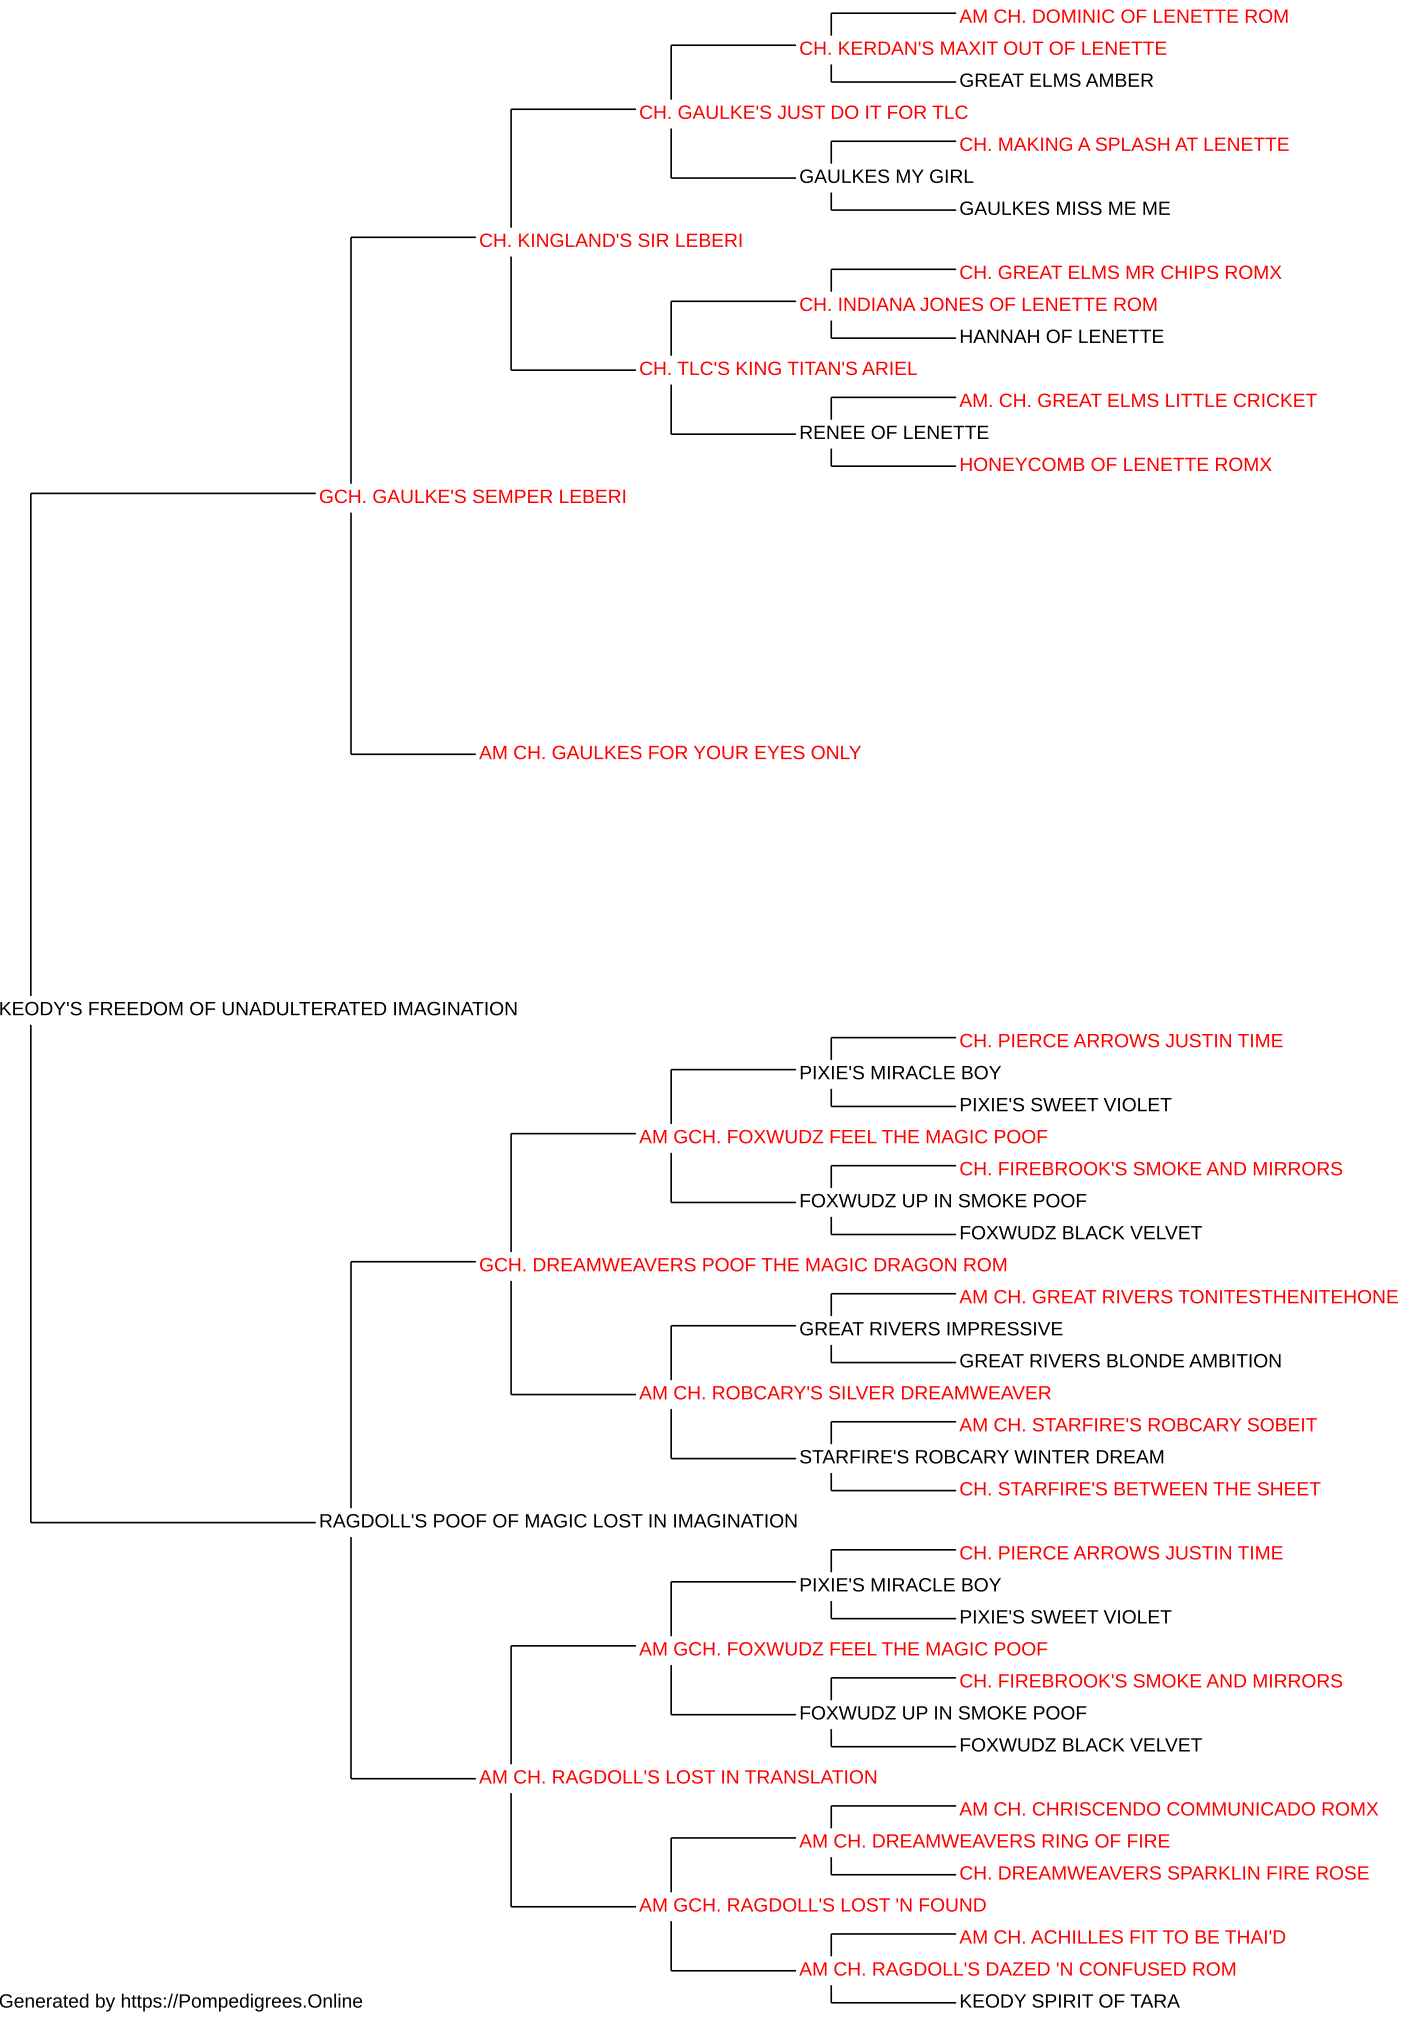 AM CH. DOMINIC OF LENETTE ROM
CH. KERDAN'S MAXIT OUT OF LENETTE
GREAT ELMS AMBER
CH. GAULKE'S JUST DO IT FOR TLC
CH. MAKING A SPLASH AT LENETTE
GAULKES MY GIRL
GAULKES MISS ME ME
CH. KINGLAND'S SIR LEBERI
CH. GREAT ELMS MR CHIPS ROMX
CH. INDIANA JONES OF LENETTE ROM
HANNAH OF LENETTE
CH. TLC'S KING TITAN'S ARIEL
AM. CH. GREAT ELMS LITTLE CRICKET
RENEE OF LENETTE
HONEYCOMB OF LENETTE ROMX
GCH. GAULKE'S SEMPER LEBERI
AM CH. GAULKES FOR YOUR EYES ONLY
KEODY'S FREEDOM OF UNADULTERATED IMAGINATION
CH. PIERCE ARROWS JUSTIN TIME
PIXIE'S MIRACLE BOY
PIXIE'S SWEET VIOLET
AM GCH. FOXWUDZ FEEL THE MAGIC POOF
CH. FIREBROOK'S SMOKE AND MIRRORS
FOXWUDZ UP IN SMOKE POOF
FOXWUDZ BLACK VELVET
GCH. DREAMWEAVERS POOF THE MAGIC DRAGON ROM
AM CH. GREAT RIVERS TONITESTHENITEHONE
GREAT RIVERS IMPRESSIVE
GREAT RIVERS BLONDE AMBITION
AM CH. ROBCARY'S SILVER DREAMWEAVER
AM CH. STARFIRE'S ROBCARY SOBEIT
STARFIRE'S ROBCARY WINTER DREAM
CH. STARFIRE'S BETWEEN THE SHEET
RAGDOLL'S POOF OF MAGIC LOST IN IMAGINATION
CH. PIERCE ARROWS JUSTIN TIME
PIXIE'S MIRACLE BOY
PIXIE'S SWEET VIOLET
AM GCH. FOXWUDZ FEEL THE MAGIC POOF
CH. FIREBROOK'S SMOKE AND MIRRORS
FOXWUDZ UP IN SMOKE POOF
FOXWUDZ BLACK VELVET
AM CH. RAGDOLL'S LOST IN TRANSLATION
AM CH. CHRISCENDO COMMUNICADO ROMX
AM CH. DREAMWEAVERS RING OF FIRE
CH. DREAMWEAVERS SPARKLIN FIRE ROSE
AM GCH. RAGDOLL'S LOST 'N FOUND
AM CH. ACHILLES FIT TO BE THAI'D
AM CH. RAGDOLL'S DAZED 'N CONFUSED ROM
KEODY SPIRIT OF TARA
Generated by https://Pompedigrees.Online